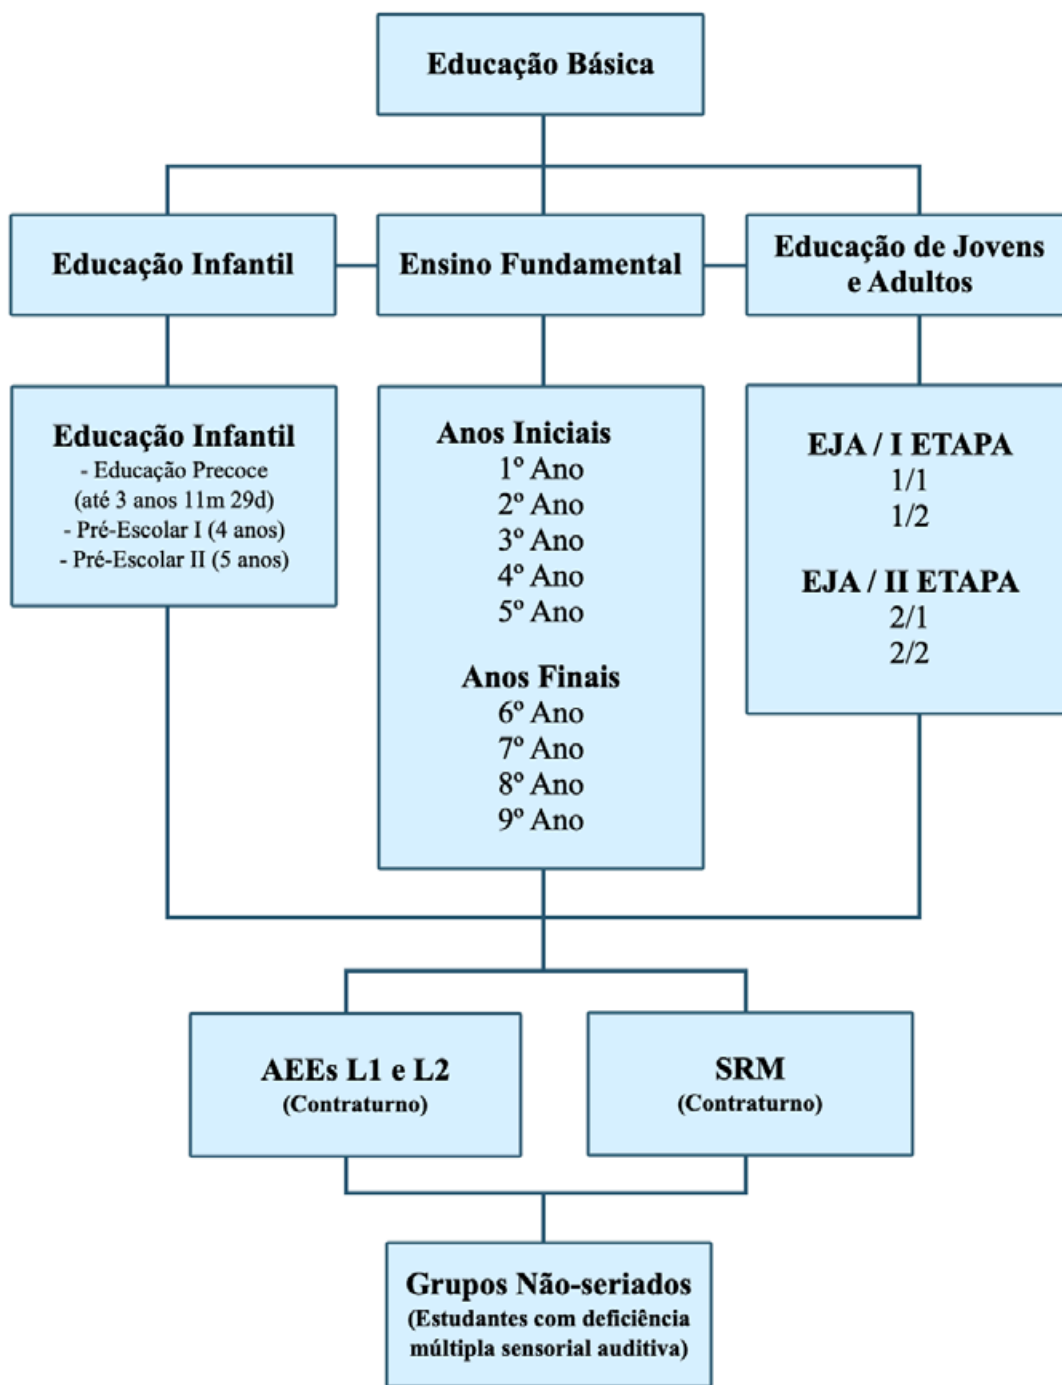 Educação Básica
Educação Infantil
Ensino Fundamental
Educação de Jovens
e Adultos
Educação Infantil
- Educação Precoce
(até 3 anos 11m 29d)
- Pré-Escolar I (4 anos)
- Pré-Escolar II (5 anos)
Anos Iniciais
1º Ano
2º Ano
3º Ano
4º Ano
5º Ano
Anos Finais
6º Ano
7º Ano
8º Ano
9º Ano
EJA / I ETAPA
1/1
1/2
EJA / II ETAPA
2/1
2/2
AEEs L1 e L2
(Contraturno)
SRM
(Contraturno)
Grupos Não-seriados
(Estudantes com deficiência
múltipla sensorial auditiva)